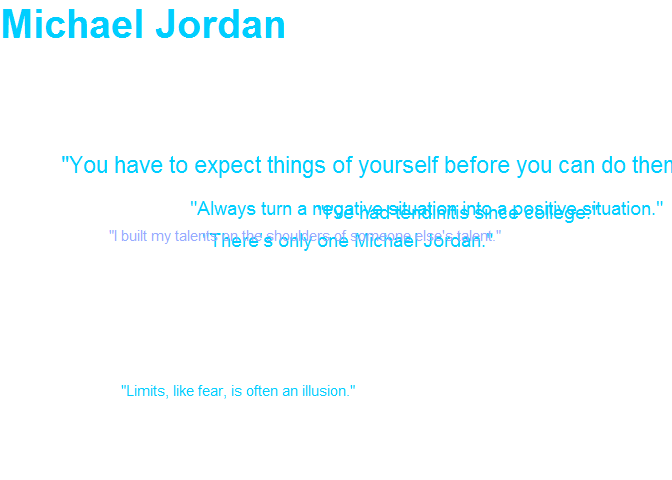 Michael Jordan
"You have to expect things of yourself before you can do them
"Always turn a negative situation into a positive situation."
"I've had tendinitis since college."
"I built my talents on the shoulders of someone else's talent."
"There's only one Michael Jordan."
"Limits, like fear, is often an illusion."